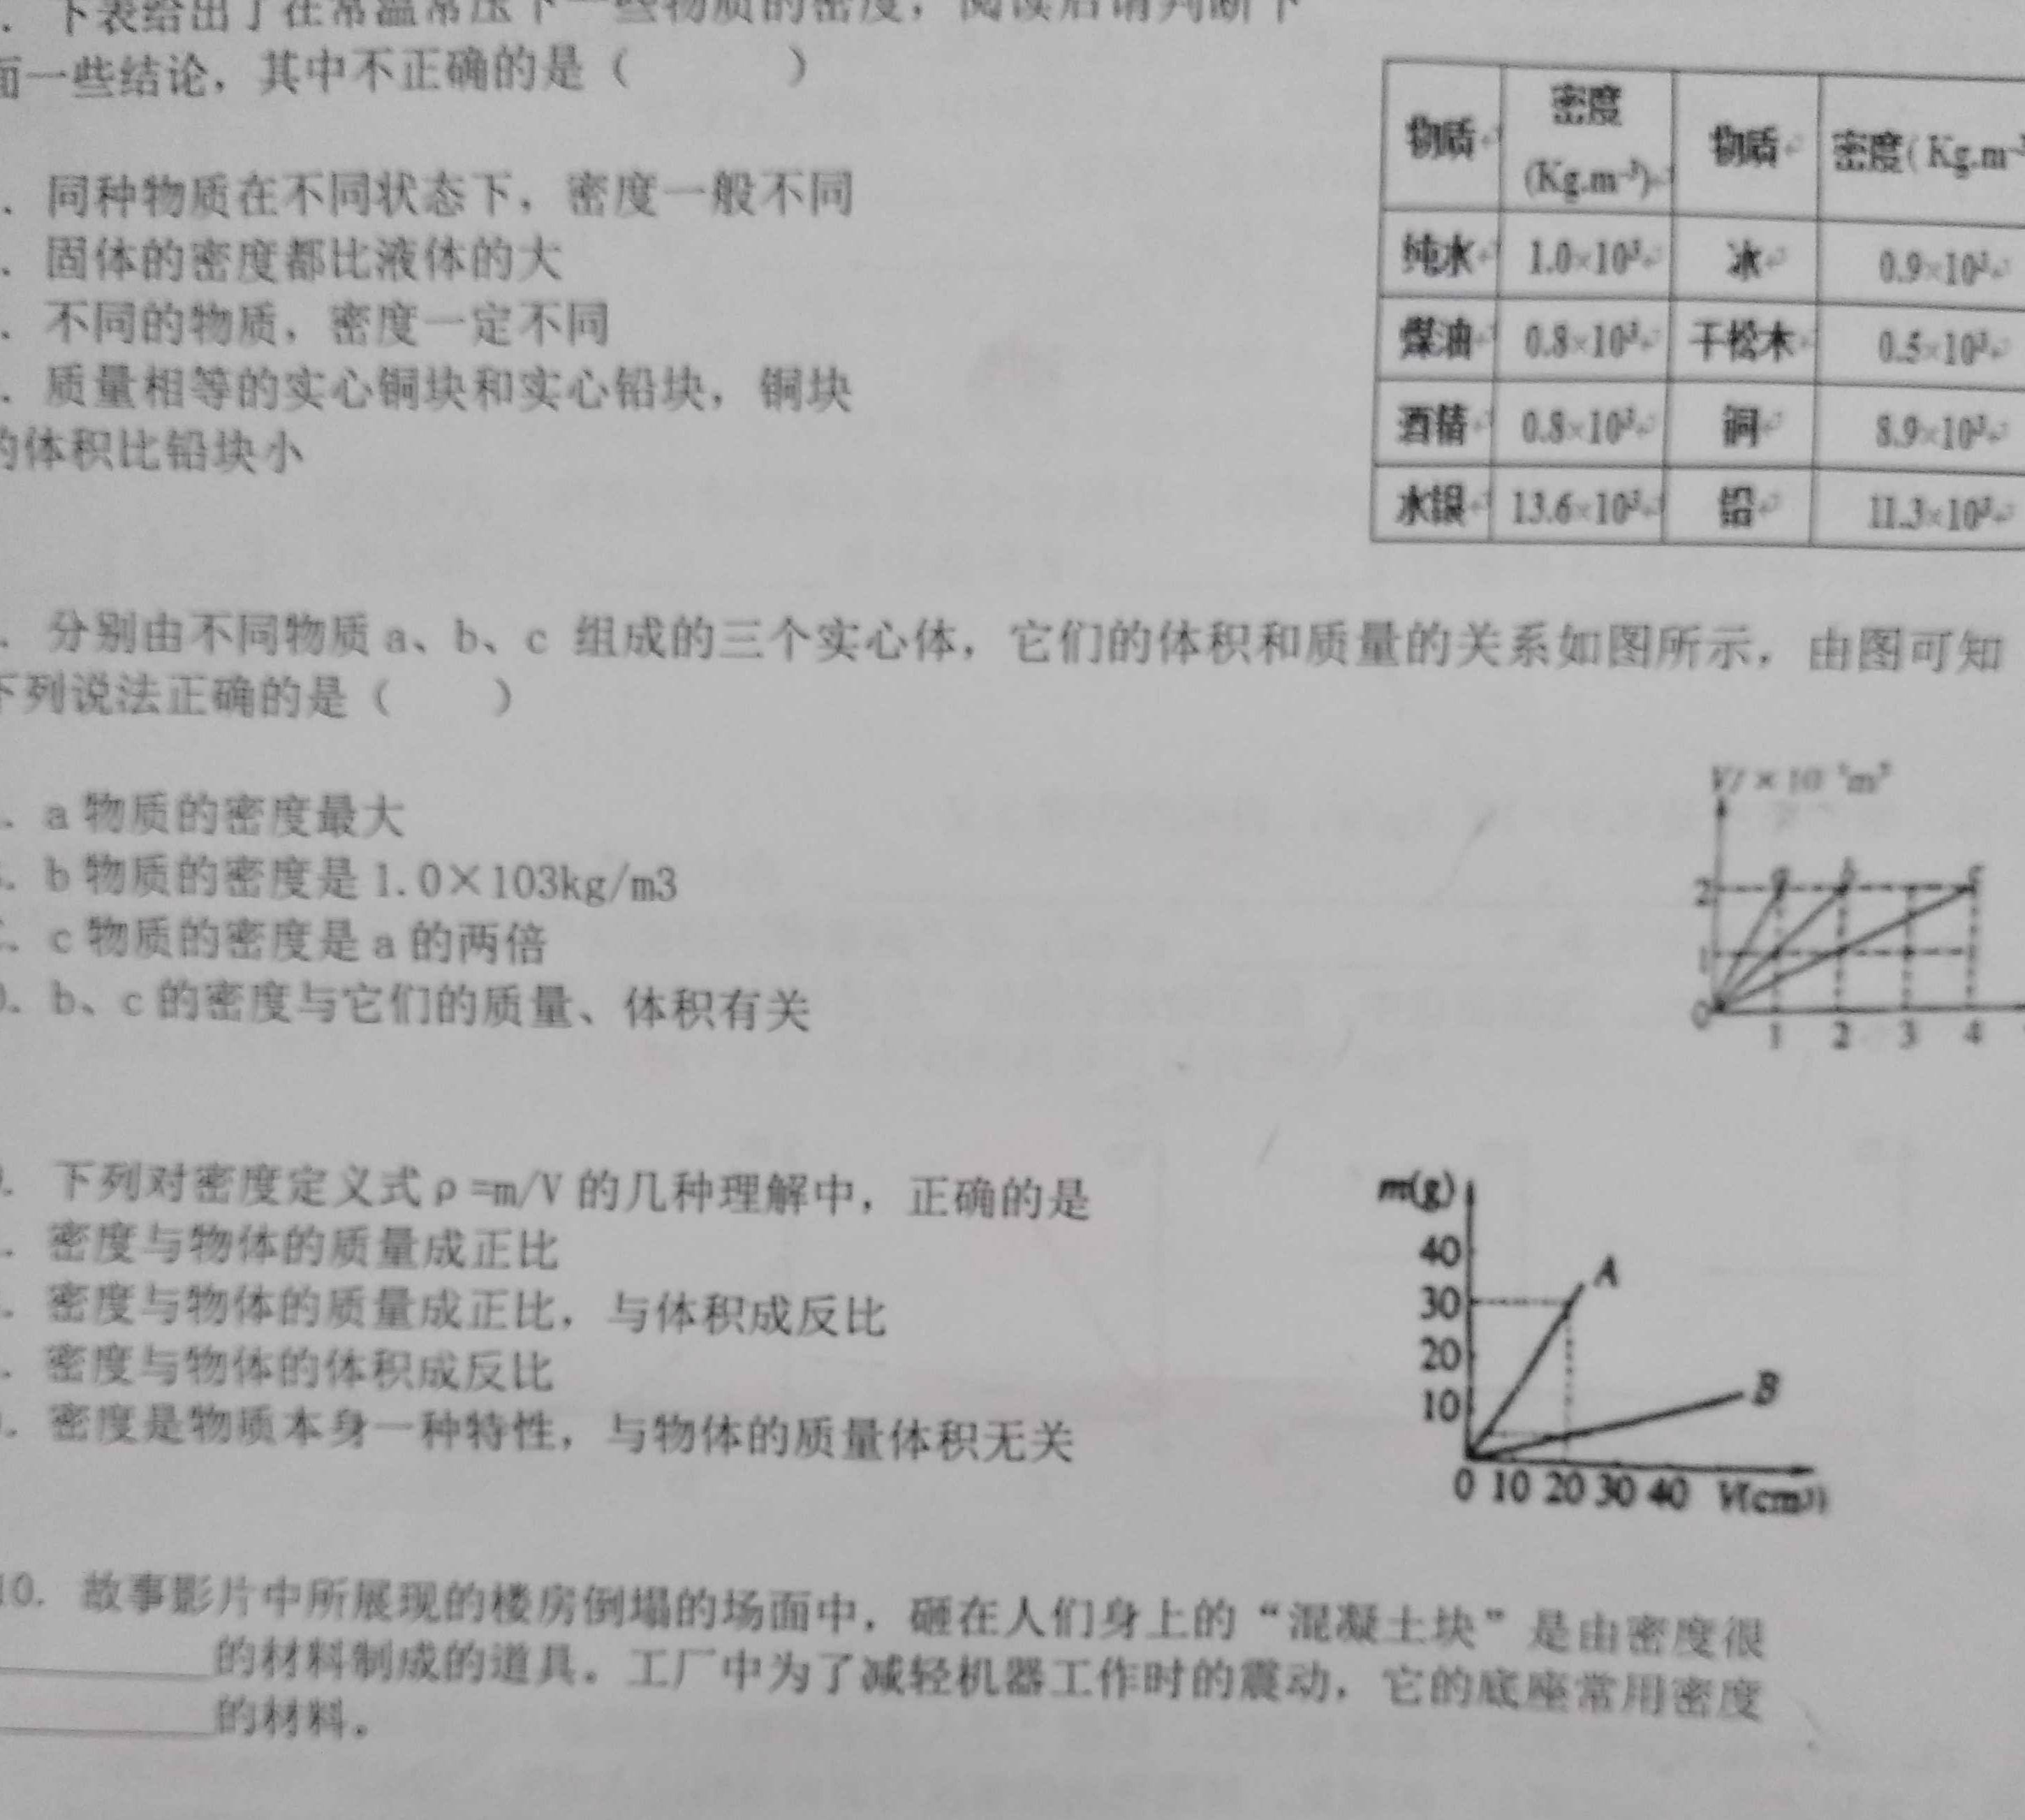 . 下表给出了在常温常压下一些物质的密度，阅读后请判断下
面一些结论，其中不正确的是（ ）
. 同种物质在不同状态下，密度一般不同
. 固体的密度都比液体的大
. 不同的物质，密度一定不同
. 质量相等的实心铜块和实心铅块，铜块
的体积比铅块小
物质 密度(Kg.m⁻³) 物质 密度(Kg.m⁻³
纯水 1.0×10³ 冰 0.9×10³
煤油 0.8×10³ 干松木 0.5×10³
酒精 0.8×10³ 铜 8.9×10³
水银 13.6×10³ 铅 11.3×10³
. 分别由不同物质 a、b、c 组成的三个实心体，它们的体积和质量的关系如图所示，由图可知
下列说法正确的是（ ）
. a 物质的密度最大
. b 物质的密度是 1.0×103kg/m3
. c 物质的密度是 a 的两倍
. b、c 的密度与它们的质量、体积有关
a b c
2
1
0 1 2 3 4
. 下列对密度定义式 ρ=m/V 的几种理解中，正确的是
. 密度与物体的质量成正比
. 密度与物体的质量成正比，与体积成反比
. 密度与物体的体积成反比
. 密度是物质本身一种特性，与物体的质量体积无关
m(g)
40
30
20
10
A
B
0 10 20 30 40 V(cm³)
10. 故事影片中所展现的楼房倒塌的场面中，砸在人们身上的“混凝土块”是由密度很
________的材料制成的道具。工厂中为了减轻机器工作时的震动，它的底座常用密度
________的材料。